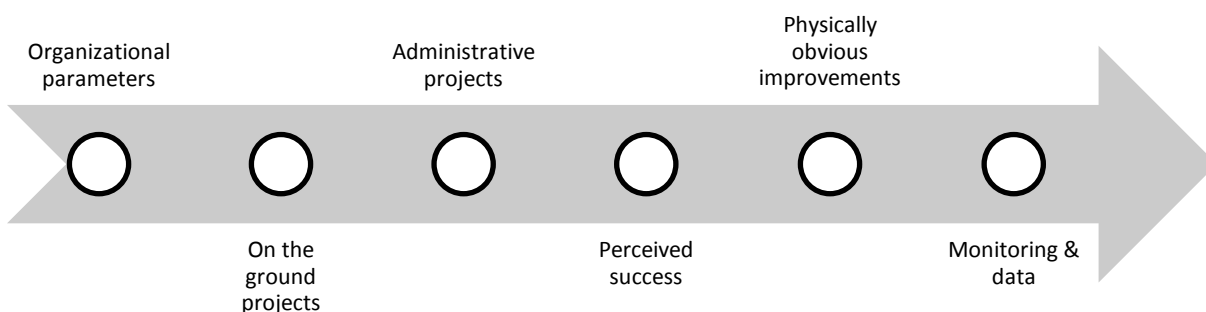 Organizational
parameters
On the
ground
projects
Administrative
projects
Perceived
success
Physically
obvious
improvements
Monitoring &
data